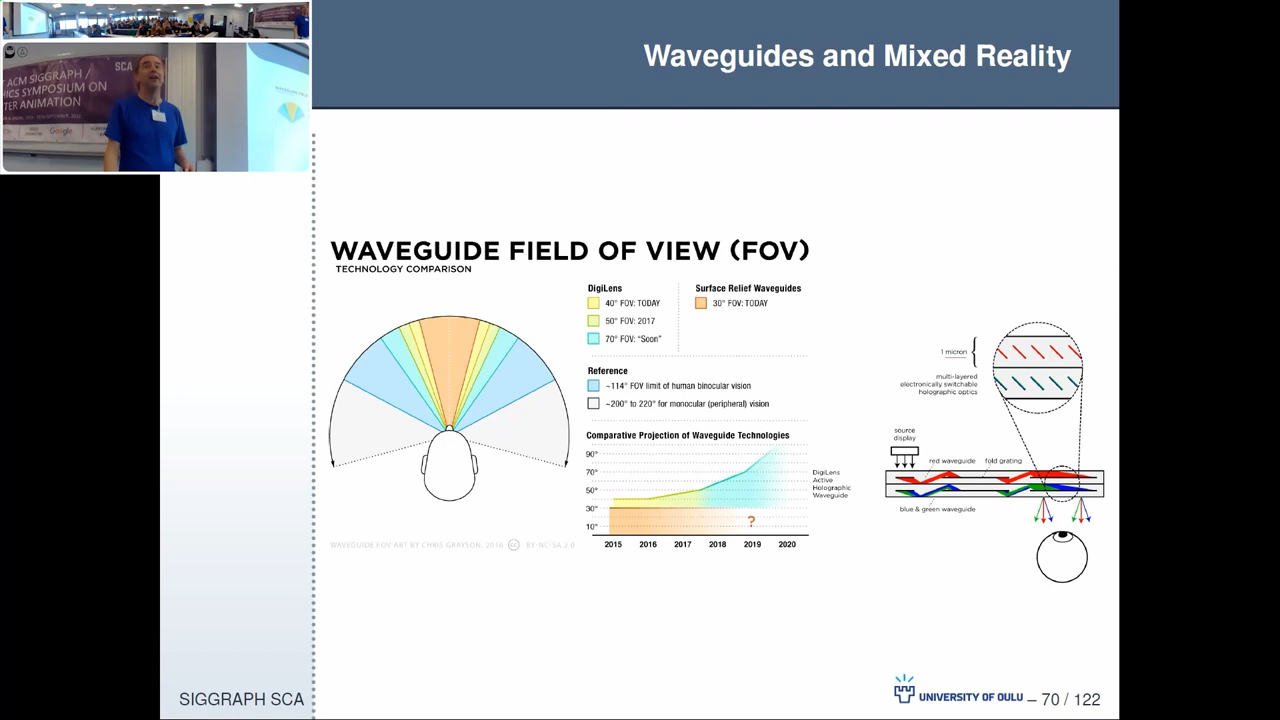 Waveguides and Mixed Reality
SCA
ACM SIGGRAPH /
ICS SYMPOSIUM ON
TER ANIMATION
Google
WAVEGUIDE FIELD OF VIEW (FOV)
TECHNOLOGY COMPARISON
DigiLens
40° FOV: TODAY
50° FOV: 2017
70° FOV: "Soon"
Surface Relief Waveguides
30° FOV: TODAY
Reference
~114° FOV limit of human binocular vision
~200° to 220° for monocular (peripheral) vision
Comparative Projection of Waveguide Technologies
90°
70°
50°
30°
10°
?
2015 2016 2017 2018 2019 2020
DigiLens
Active
Holographic
Waveguide
WAVEGUIDE FOV ART BY CHRIS GRAYSON, 2016 cc BY-NC-SA 2.0
1 micron
multi-layered
electronically switchable
holographic optics
source
display
red waveguide
fold grating
blue & green waveguide
SIGGRAPH SCA
UNIVERSITY OF OULU – 70 / 122